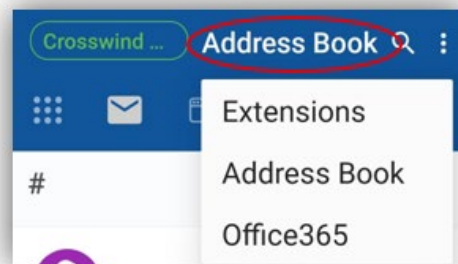 Crosswind ... Address Book
Extensions
Address Book
#
Office365